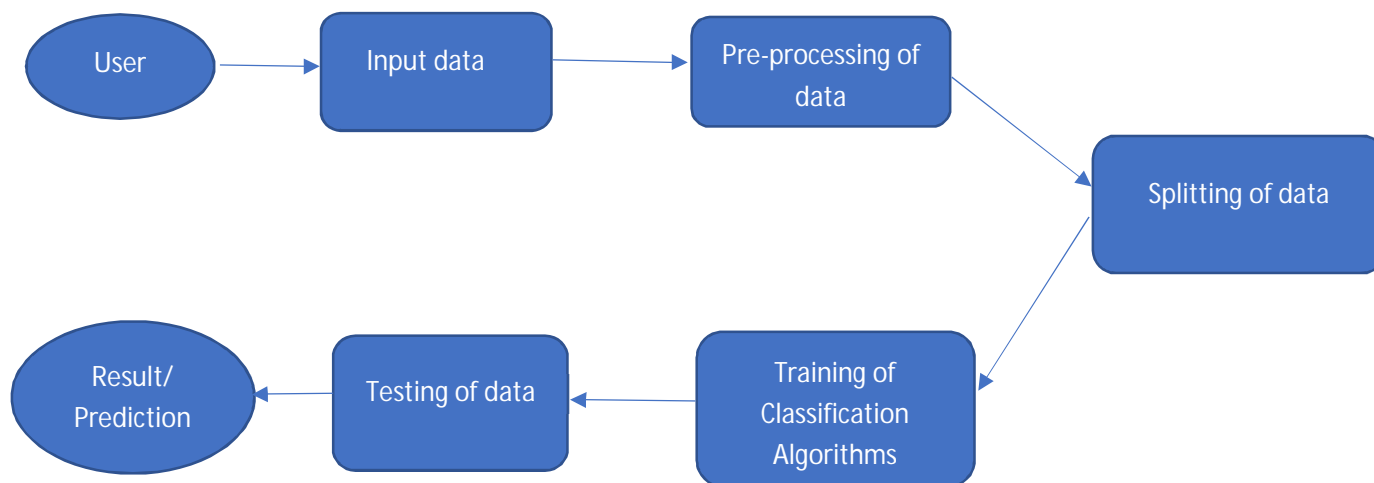 User
Input data
Pre-processing of
data
Splitting of data
Training of
Classification
Algorithms
Testing of data
Result/
Prediction